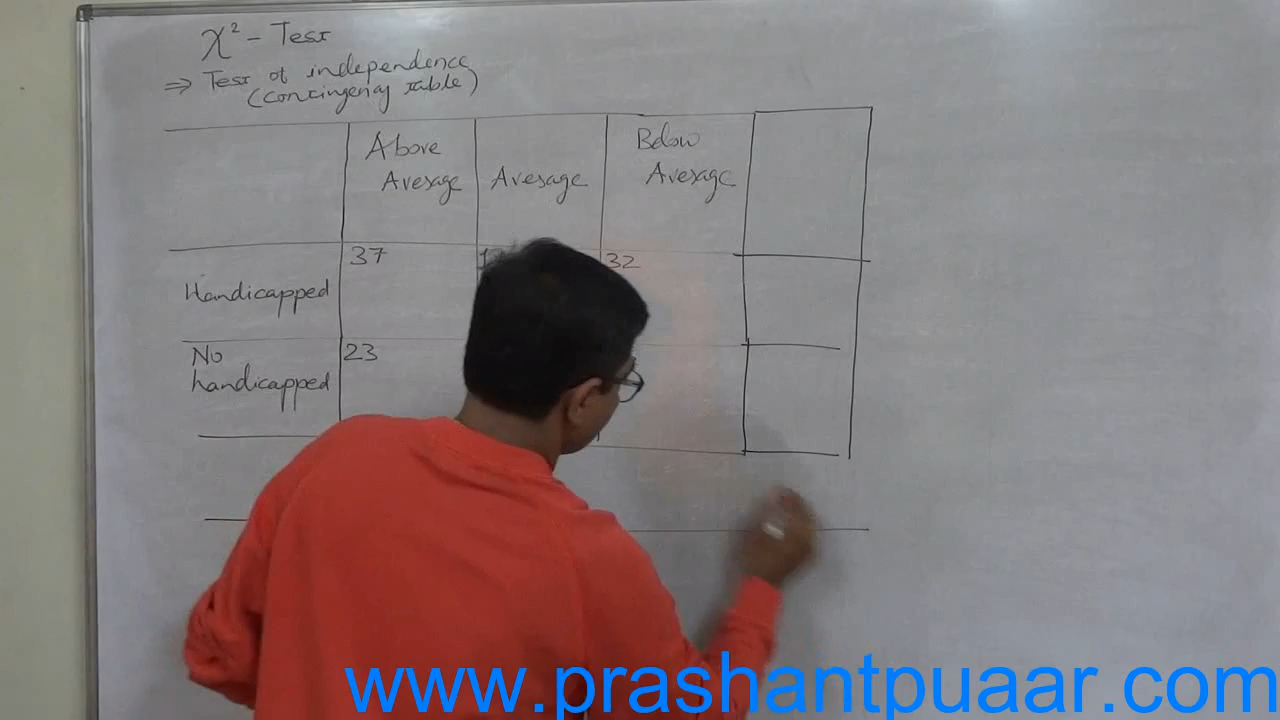 χ² - Test
⇒ Test of independence
(contingency table)
Above
Average
Average
Below
Average
37
32
Handicapped
23
No
handicapped
www.prashantpuaar.com